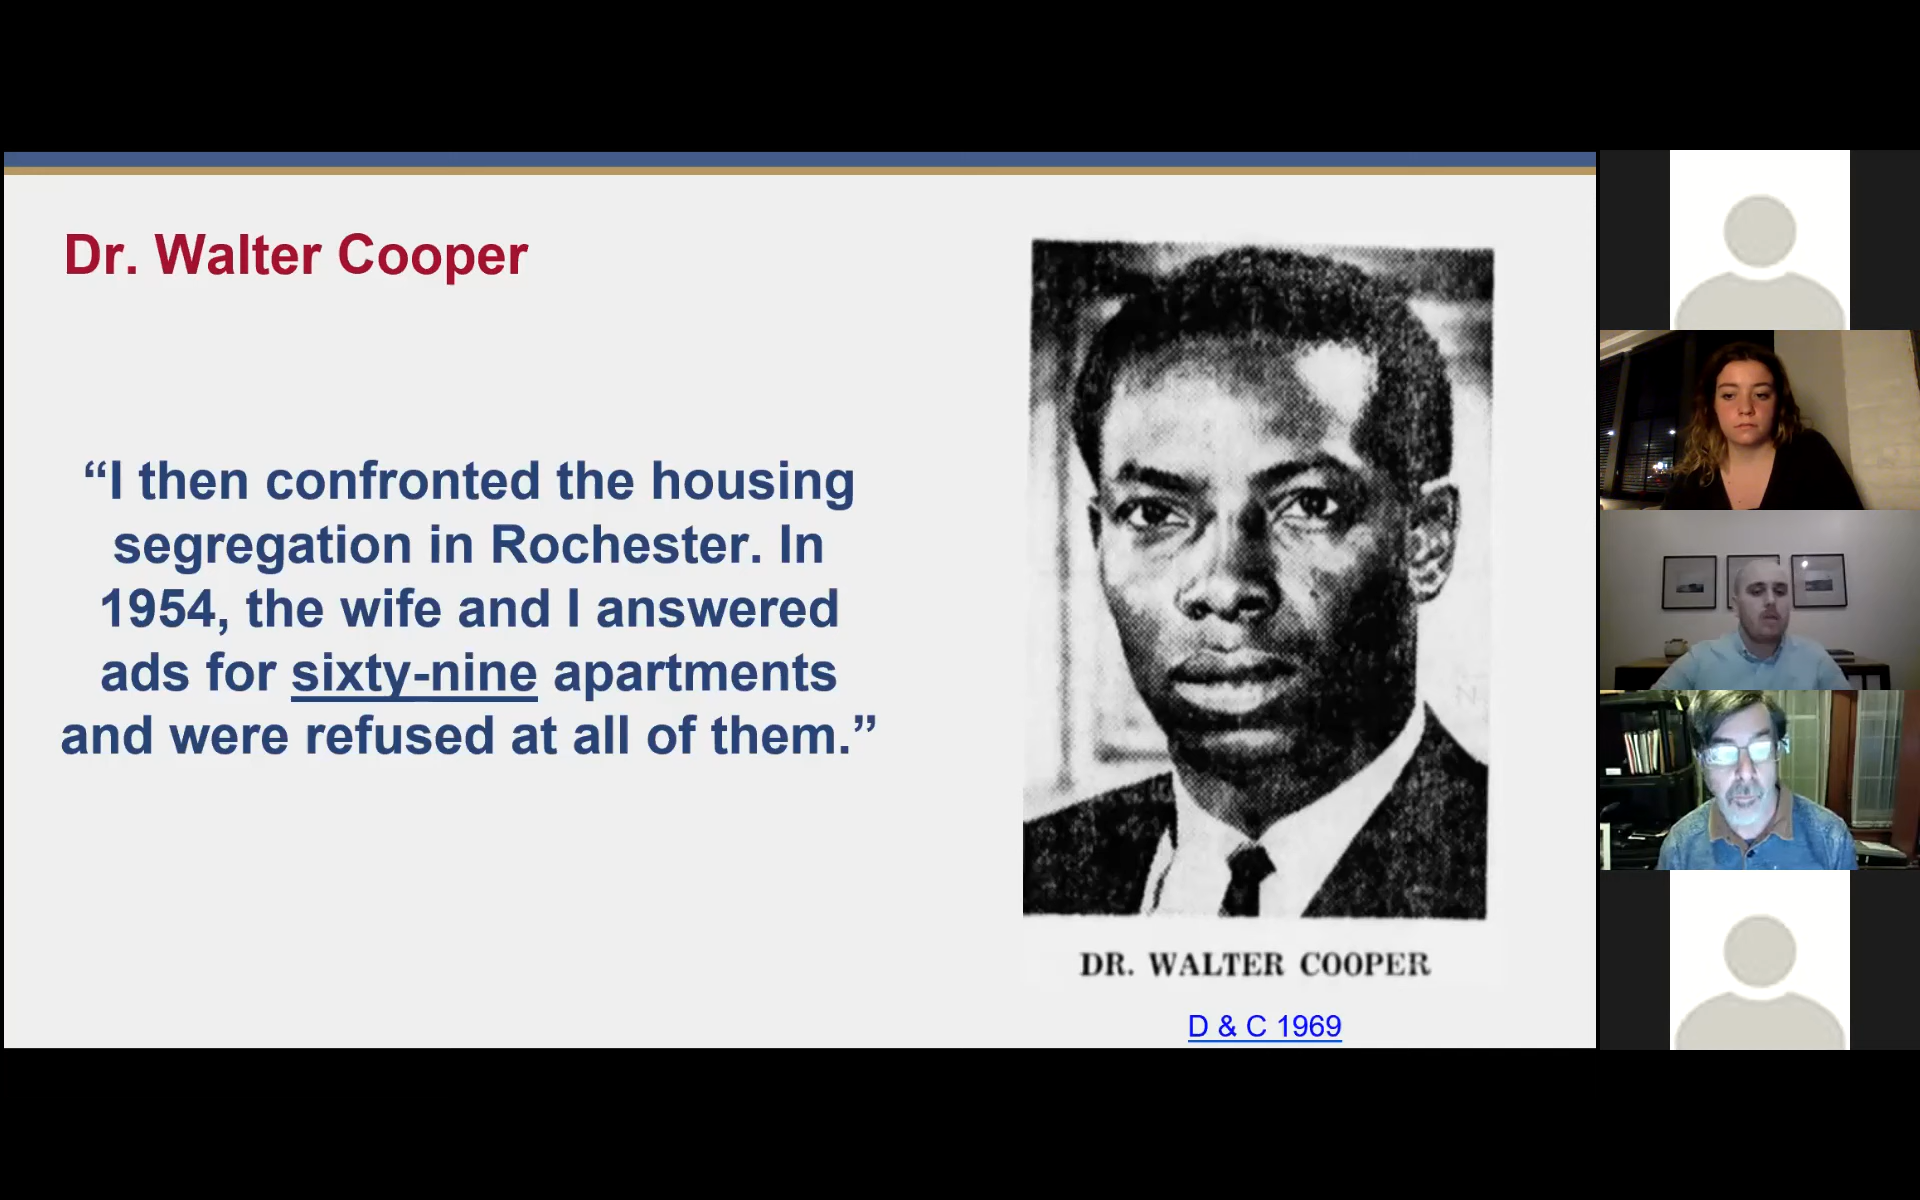 Dr. Walter Cooper
“I then confronted the housing
segregation in Rochester. In
1954, the wife and I answered
ads for sixty-nine apartments
and were refused at all of them.”
DR. WALTER COOPER
D & C 1969